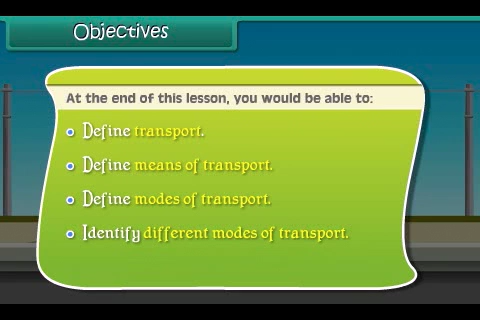 Objectives
At the end of this lesson, you would be able to:
Define transport.
Define means of transport.
Define modes of transport.
Identify different modes of transport.